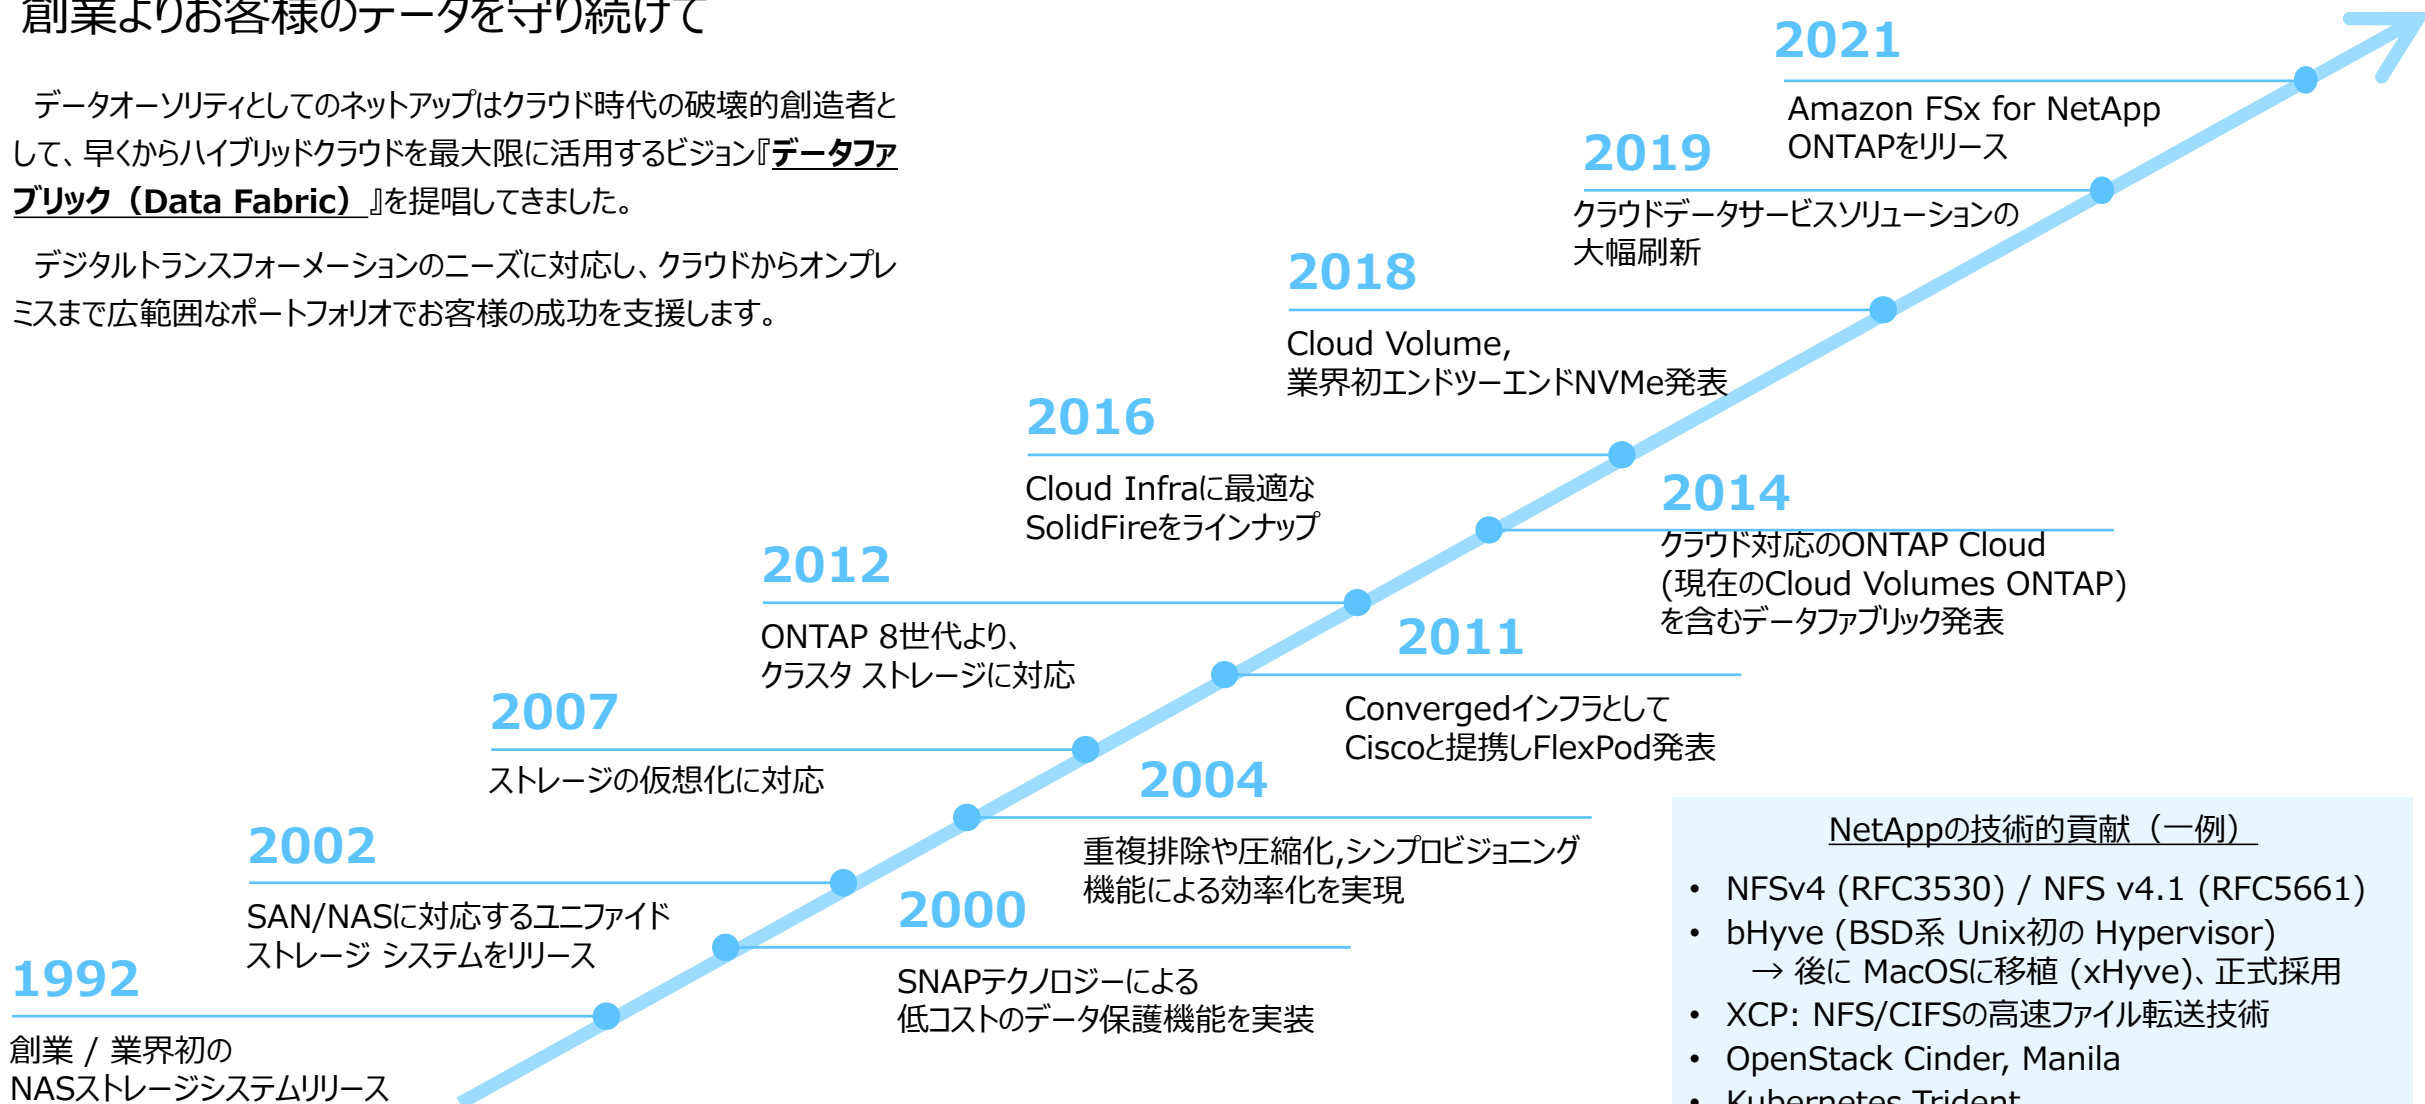 創業よりお客様のデータを守り続けて
データオーソリティとしてのネットアップはクラウド時代の破壊的創造者と
して、早くからハイブリッドクラウドを最大限に活用するビジョン『データファ
ブリック（Data Fabric）』を提唱してきました。
デジタルトランスフォーメーションのニーズに対応し、クラウドからオンプレ
ミスまで広範囲なポートフォリオでお客様の成功を支援します。
2021
Amazon FSx for NetApp
ONTAPをリリース
2019
クラウドデータサービスソリューションの
大幅刷新
2018
Cloud Volume,
業界初エンドツーエンドNVMe発表
2016
Cloud Infraに最適な
SolidFireをラインナップ
2014
クラウド対応のONTAP Cloud
(現在のCloud Volumes ONTAP)
を含むデータファブリック発表
2012
ONTAP 8世代より、
クラスタ ストレージに対応
2011
Convergedインフラとして
Ciscoと提携しFlexPod発表
2007
ストレージの仮想化に対応
2004
重複排除や圧縮化,シンプロビジョニング
機能による効率化を実現
2002
SAN/NASに対応するユニファイド
ストレージ システムをリリース
2000
SNAPテクノロジーによる
低コストのデータ保護機能を実装
1992
創業 / 業界初の
NASストレージシステムリリース
NetAppの技術的貢献（一例）
• NFSv4 (RFC3530) / NFS v4.1 (RFC5661)
• bHyve (BSD系 Unix初の Hypervisor)
→ 後に MacOSに移植 (xHyve)、正式採用
• XCP: NFS/CIFSの高速ファイル転送技術
• OpenStack Cinder, Manila
• Kubernetes Trident